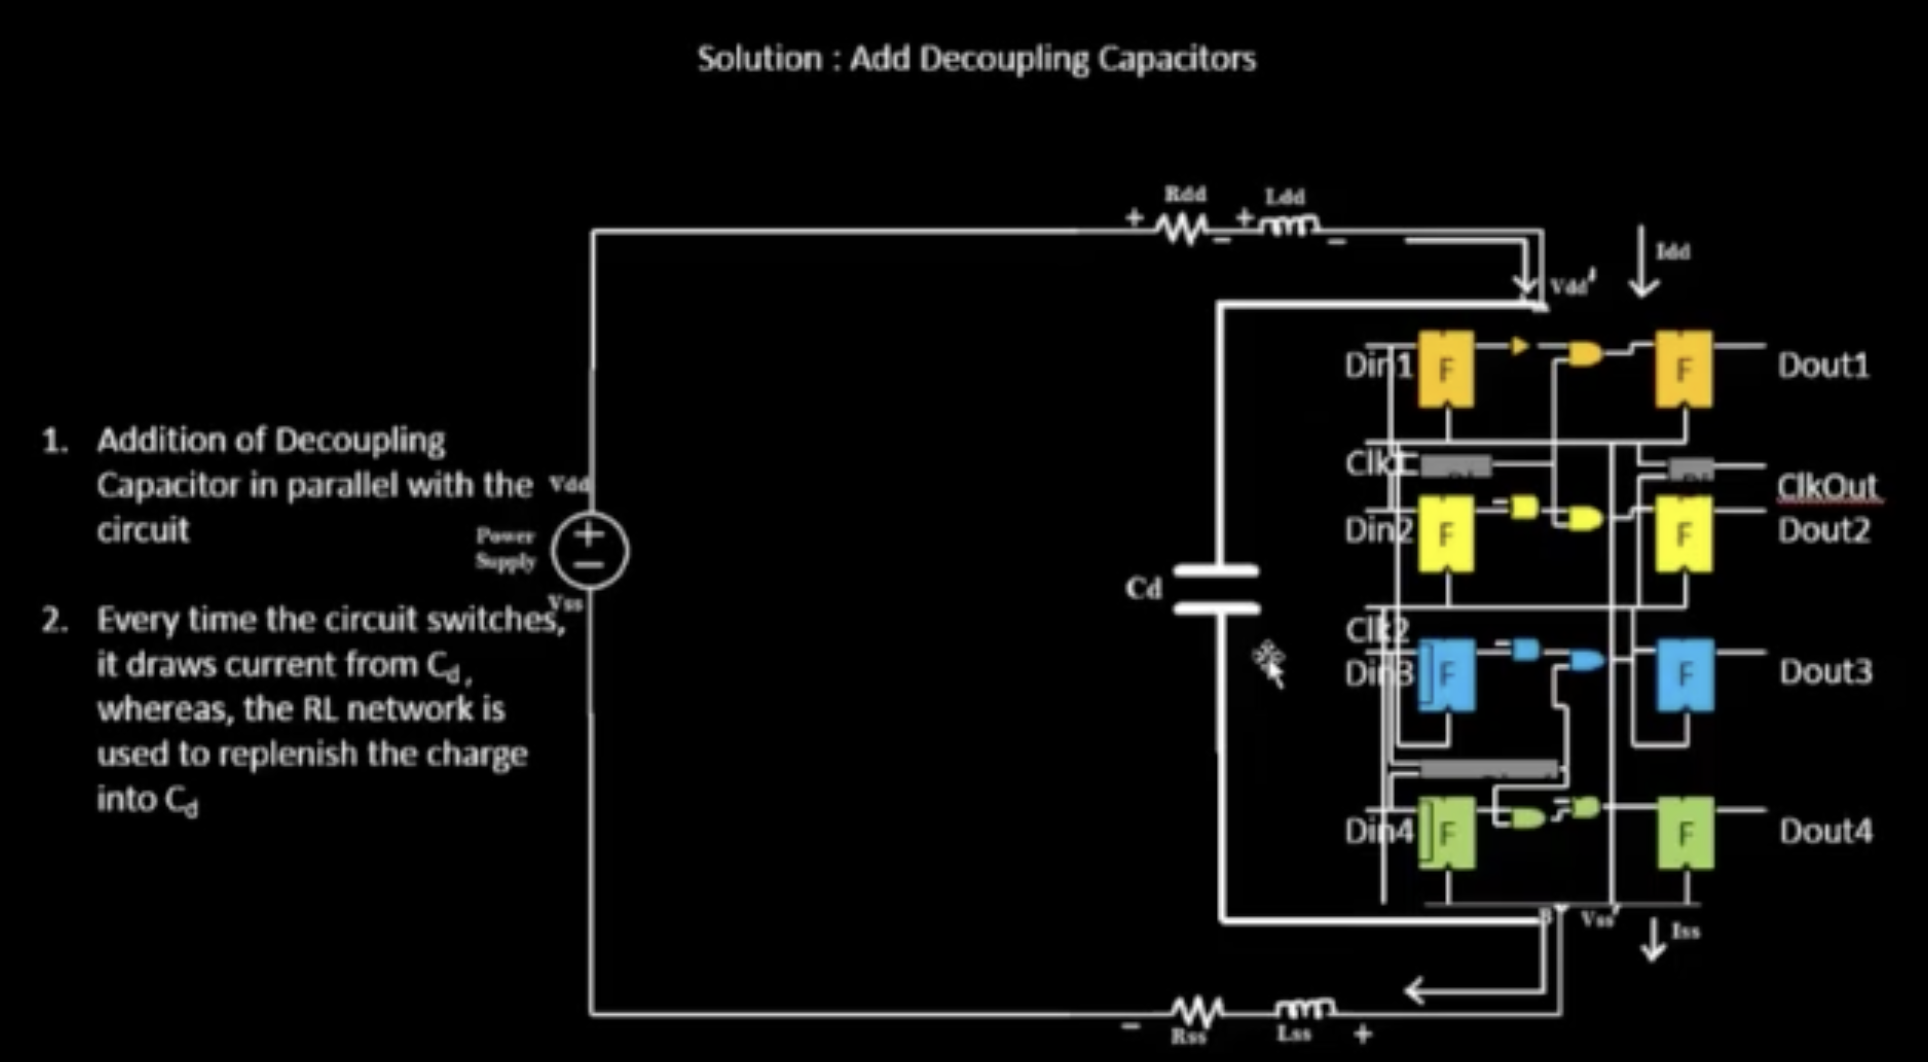 Solution : Add Decoupling Capacitors
Rdd
Ldd
+
+
Idd
Vdd'
Din1
F
F
Dout1
1. Addition of Decoupling
Capacitor in parallel with the
circuit
Vdd
Power
Supply
Vss
ClkOut
Din2
F
F
Dout2
Cd
2. Every time the circuit switches,
it draws current from Cd,
whereas, the RL network is
used to replenish the charge
into Cd
Clk2
Din3
F
F
Dout3
Din4
F
F
Dout4
B
Vss'
Iss
Rss
Lss
+